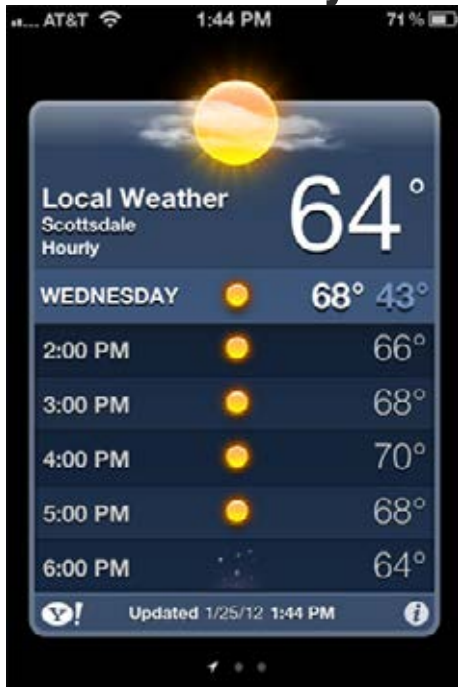 AT&T 1:44 PM 71%
Local Weather 64°
Scottsdale
Hourly
WEDNESDAY 68° 43°
2:00 PM 66°
3:00 PM 68°
4:00 PM 70°
5:00 PM 68°
6:00 PM 64°
Y! Updated 1/25/12 1:44 PM i